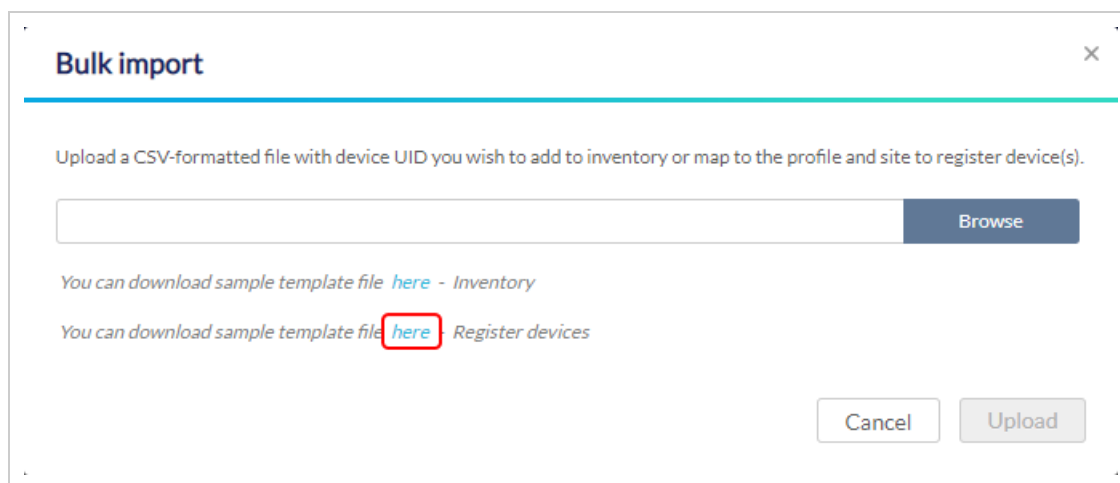 Bulk import
×
Upload a CSV-formatted file with device UID you wish to add to inventory or map to the profile and site to register device(s).
Browse
You can download sample template file here - Inventory
You can download sample template file here - Register devices
Cancel Upload